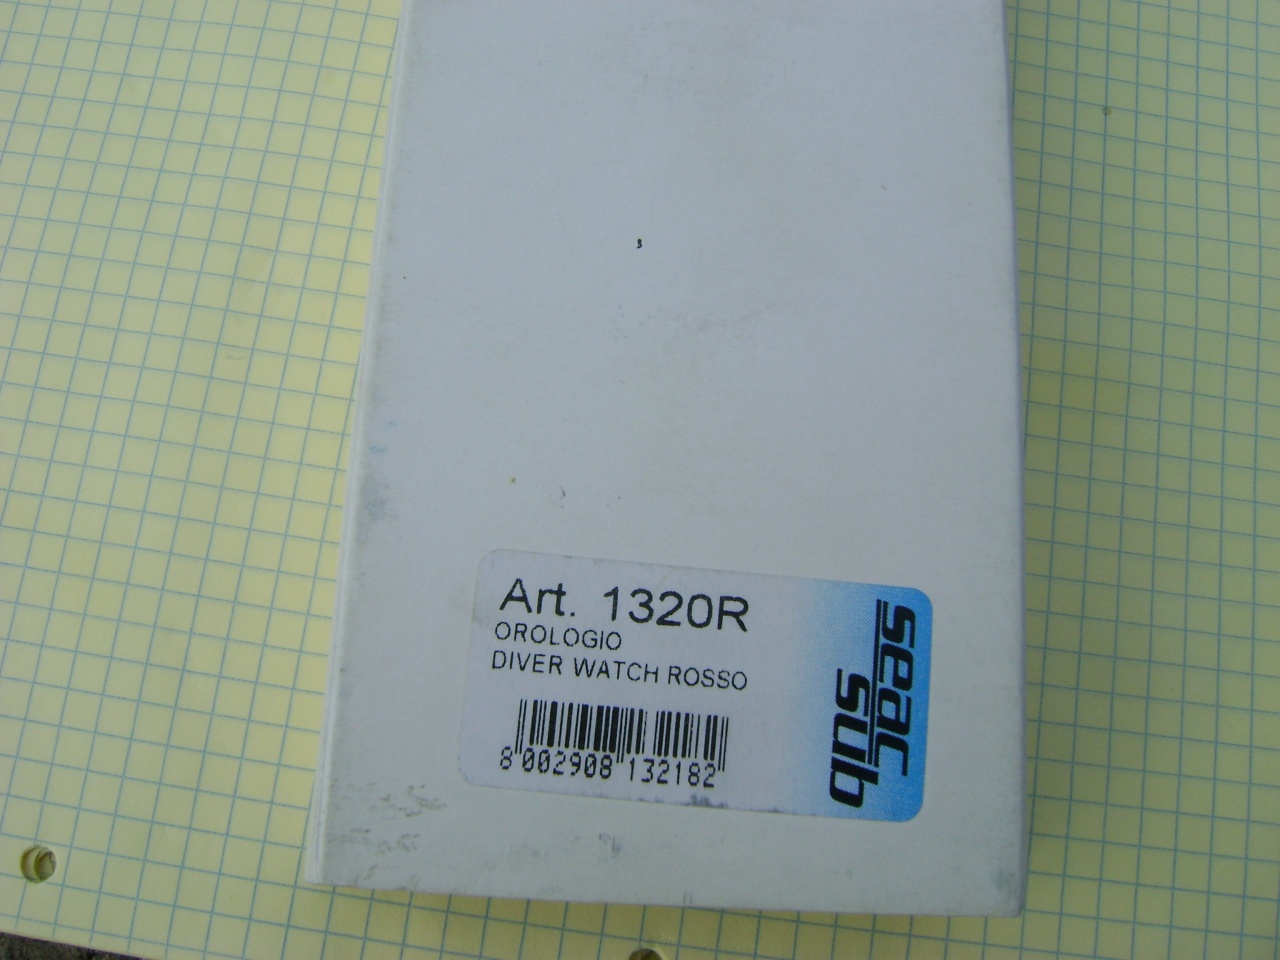 Art. 1320R
OROLOGIO
DIVER WATCH ROSSO
8 002908 132182
seac
sub